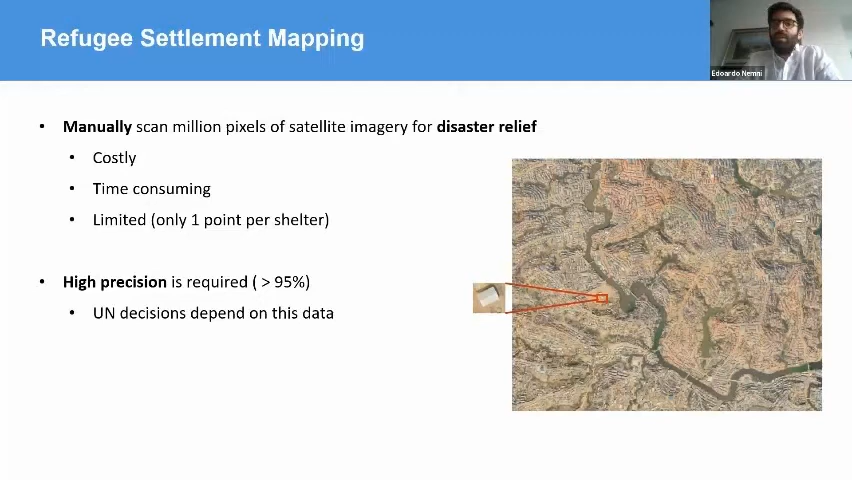 Refugee Settlement Mapping
Edoardo Nemni
• Manually scan million pixels of satellite imagery for disaster relief
• Costly
• Time consuming
• Limited (only 1 point per shelter)
• High precision is required ( > 95%)
• UN decisions depend on this data